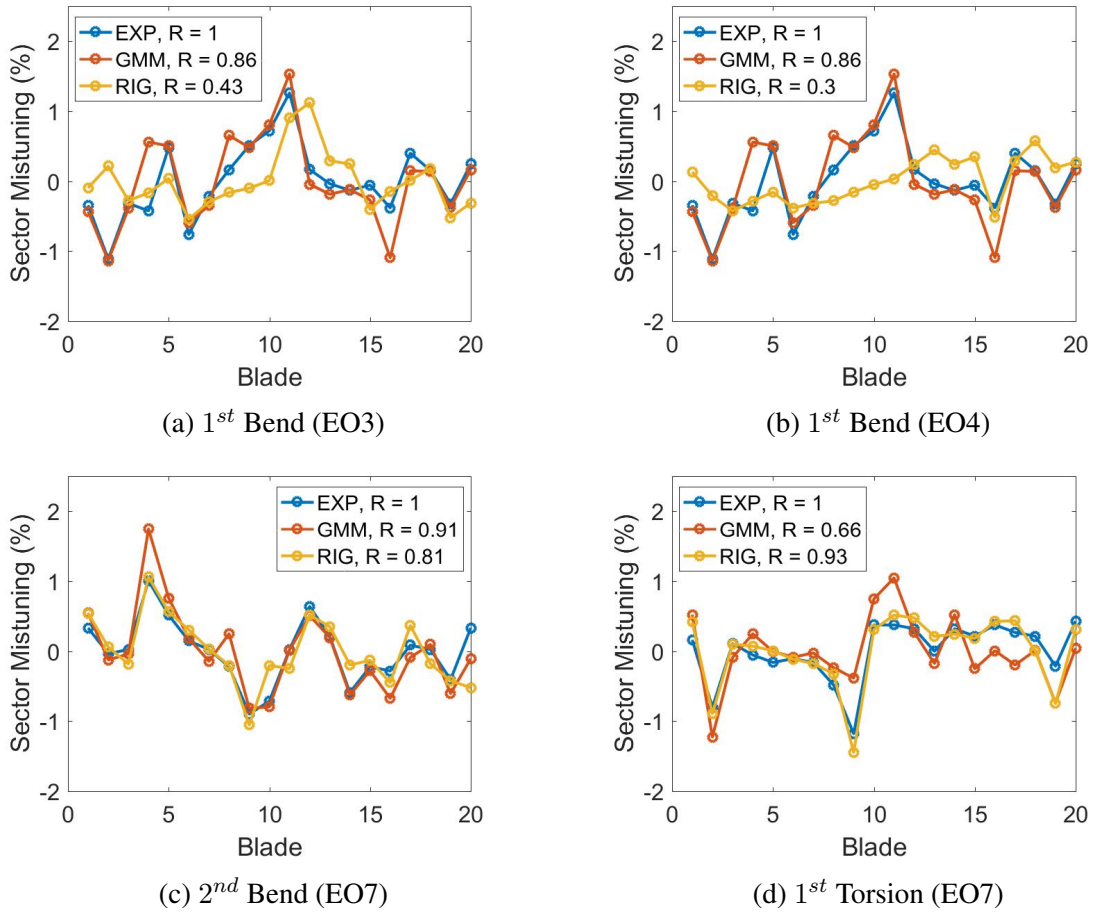 2
1
0
-1
-2
Sector Mistuning (%)
EXP, R = 1
GMM, R = 0.86
RIG, R = 0.43
0 5 10 15 20
Blade
(a) 1st Bend (EO3)
2
1
0
-1
-2
Sector Mistuning (%)
EXP, R = 1
GMM, R = 0.86
RIG, R = 0.3
0 5 10 15 20
Blade
(b) 1st Bend (EO4)
2
1
0
-1
-2
Sector Mistuning (%)
EXP, R = 1
GMM, R = 0.91
RIG, R = 0.81
0 5 10 15 20
Blade
(c) 2nd Bend (EO7)
2
1
0
-1
-2
Sector Mistuning (%)
EXP, R = 1
GMM, R = 0.66
RIG, R = 0.93
0 5 10 15 20
Blade
(d) 1st Torsion (EO7)